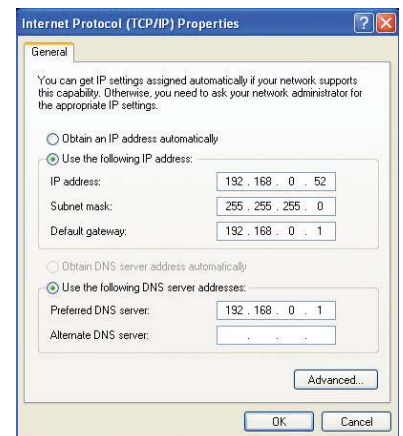 Internet Protocol (TCP/IP) Properties
General
You can get IP settings assigned automatically if your network supports
this capability. Otherwise, you need to ask your network administrator for
the appropriate IP settings.
Obtain an IP address automatically
Use the following IP address:
IP address: 192 . 168 . 0 . 52
Subnet mask: 255 . 255 . 255 . 0
Default gateway: 192 . 168 . 0 . 1
Obtain DNS server address automatically
Use the following DNS server addresses:
Preferred DNS server: 192 . 168 . 0 . 1
Alternate DNS server: . . .
Advanced...
OK Cancel